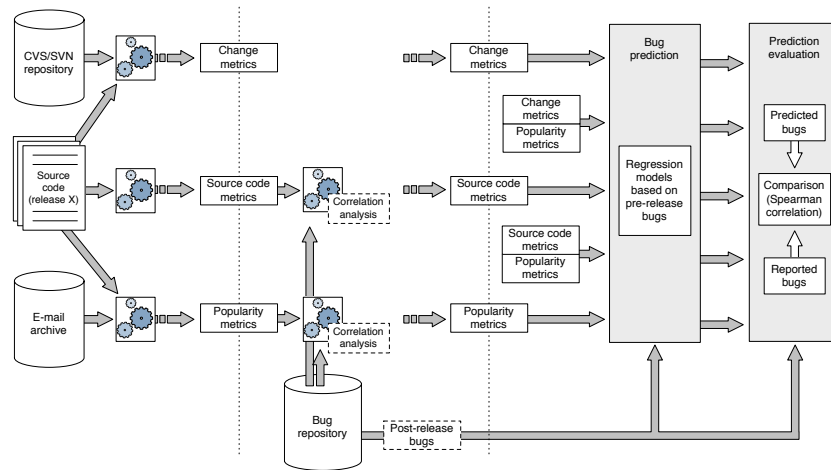 CVS/SVN
repository
Change
metrics
Change
metrics
Bug
prediction
Prediction
evaluation
Change
metrics
Popularity
metrics
Predicted
bugs
Source
code
(release X)
Source code
metrics
Correlation
analysis
Source code
metrics
Regression
models
based on
pre-release
bugs
Comparison
(Spearman
correlation)
Source code
metrics
Popularity
metrics
Reported
bugs
E-mail
archive
Popularity
metrics
Correlation
analysis
Popularity
metrics
Bug
repository
Post-release
bugs